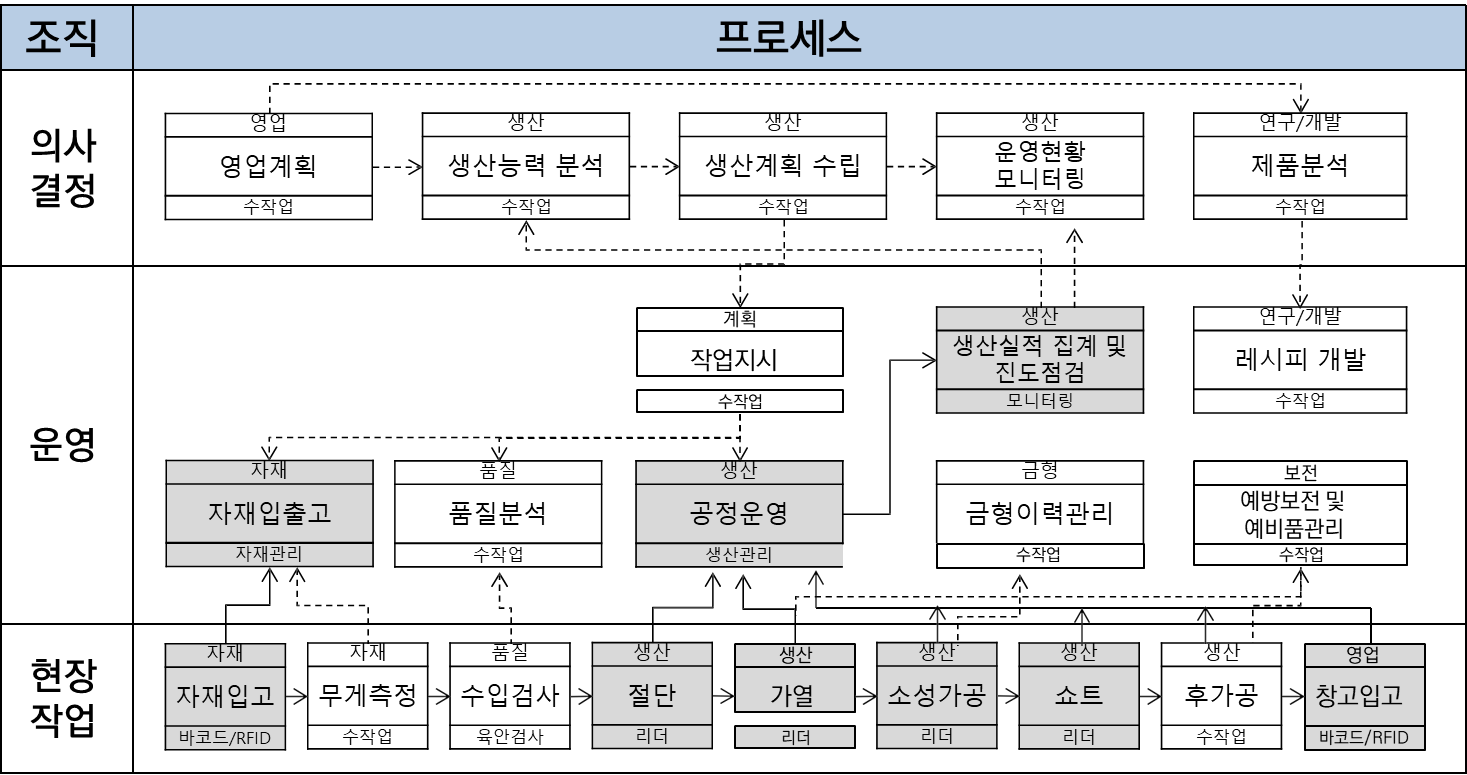 조직
프로세스
의사
결정
영업
영업계획
수작업
생산
생산능력 분석
수작업
생산
생산계획 수립
수작업
생산
운영현황
모니터링
수작업
연구/개발
제품분석
수작업
운영
계획
작업지시
수작업
생산
생산실적 집계 및
진도점검
모니터링
연구/개발
레시피 개발
수작업
자재
자재입출고
자재관리
품질
품질분석
수작업
생산
공정운영
생산관리
금형
금형이력관리
수작업
보전
예방보전 및
예비품관리
수작업
현장
작업
자재
자재입고
바코드/RFID
자재
무게측정
수작업
품질
수입검사
육안검사
생산
절단
리더
생산
가열
리더
생산
소성가공
리더
생산
쇼트
리더
생산
후가공
수작업
영업
창고입고
바코드/RFID